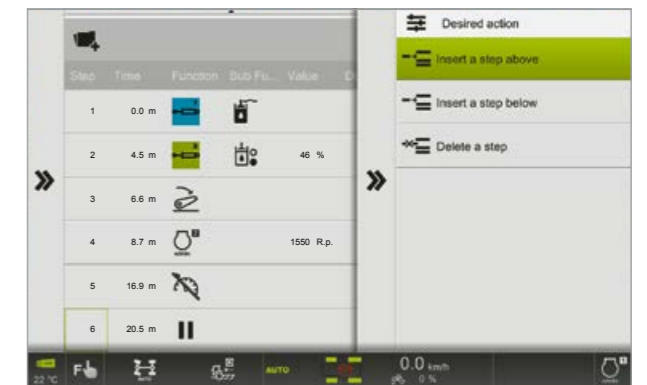 Desired action
Step Time Function Sub Fu... Value D
Insert a step above
1 0.0 m
Insert a step below
2 4.5 m 46 %
Delete a step
3 6.6 m
4 8.7 m 1550 R.p.
5 16.9 m
6 20.5 m
22 °C F AUTO AUTO 0.0 km/h
0 %